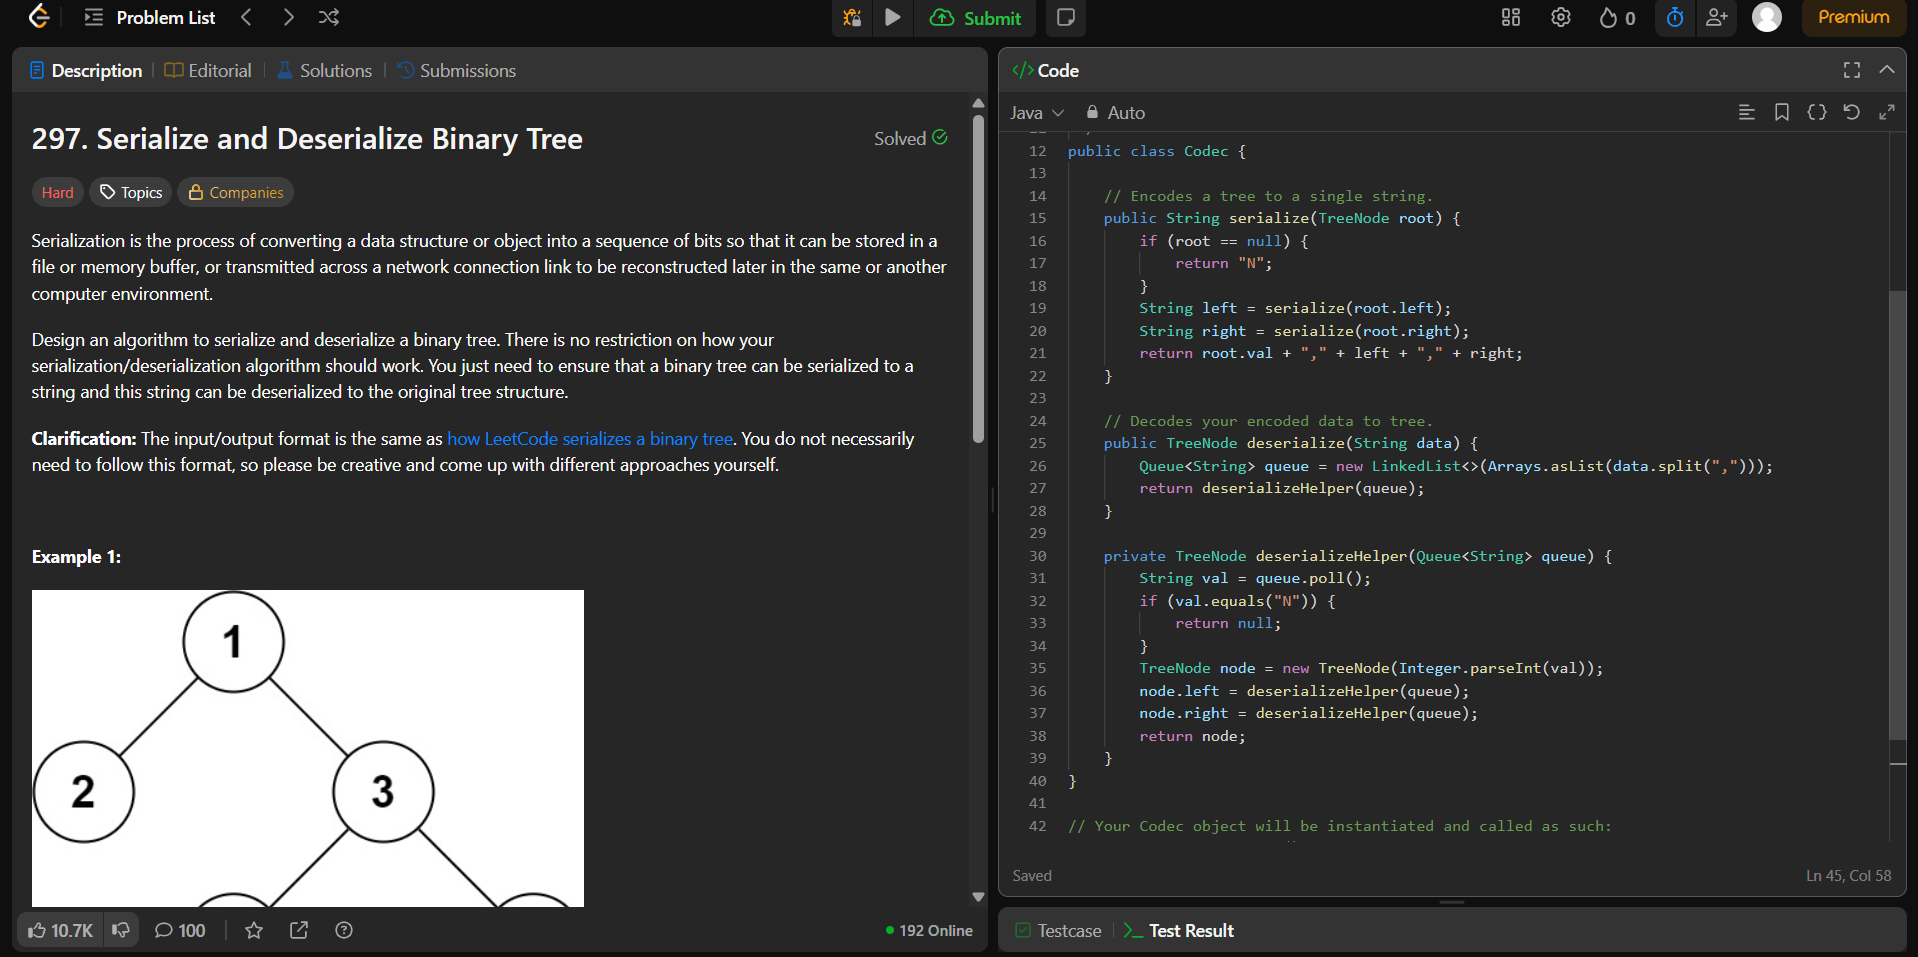 Problem List
Submit
0
Premium
Description
Editorial
Solutions
Submissions
297. Serialize and Deserialize Binary Tree
Solved
Hard
Topics
Companies
Serialization is the process of converting a data structure or object into a sequence of bits so that it can be stored in a
file or memory buffer, or transmitted across a network connection link to be reconstructed later in the same or another
computer environment.
Design an algorithm to serialize and deserialize a binary tree. There is no restriction on how your
serialization/deserialization algorithm should work. You just need to ensure that a binary tree can be serialized to a
string and this string can be deserialized to the original tree structure.
Clarification: The input/output format is the same as how LeetCode serializes a binary tree. You do not necessarily
need to follow this format, so please be creative and come up with different approaches yourself.
Example 1:
1
2
3
10.7K
100
192 Online
</> Code
Java
Auto
12 public class Codec {
13
14 // Encodes a tree to a single string.
15 public String serialize(TreeNode root) {
16 if (root == null) {
17 return "N";
18 }
19 String left = serialize(root.left);
20 String right = serialize(root.right);
21 return root.val + "," + left + "," + right;
22 }
23
24 // Decodes your encoded data to tree.
25 public TreeNode deserialize(String data) {
26 Queue<String> queue = new LinkedList<>(Arrays.asList(data.split(",")));
27 return deserializeHelper(queue);
28 }
29
30 private TreeNode deserializeHelper(Queue<String> queue) {
31 String val = queue.poll();
32 if (val.equals("N")) {
33 return null;
34 }
35 TreeNode node = new TreeNode(Integer.parseInt(val));
36 node.left = deserializeHelper(queue);
37 node.right = deserializeHelper(queue);
38 return node;
39 }
40 }
41
42 // Your Codec object will be instantiated and called as such:
Saved
Ln 45, Col 58
Testcase
Test Result